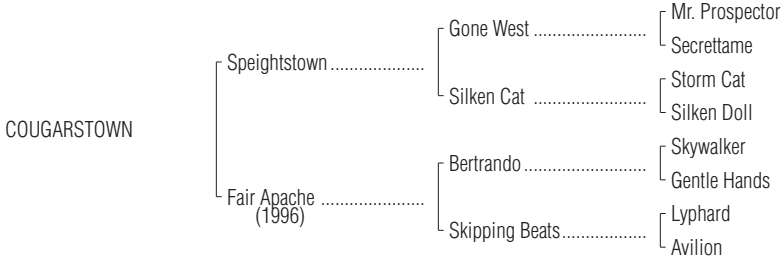 Mr. Prospector
Gone West ........................
Secrettame
Speightstown ....................
Storm Cat
Silken Cat ........................
Silken Doll
COUGARSTOWN
Skywalker
Bertrando ..........................
Gentle Hands
Fair Apache ......................
(1996)
Lyphard
Skipping Beats..................
Avilion